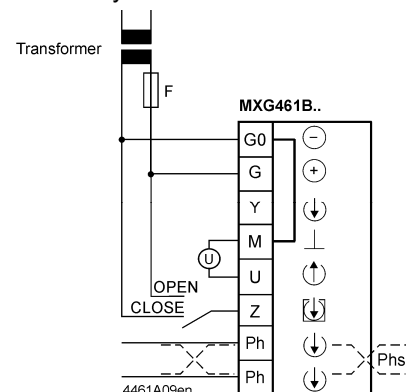 Transformer
F
MXG461B..
G0 −
G +
Y
M
U
U
OPEN
CLOSE
Z
Ph
Phs
Ph
4461A09en